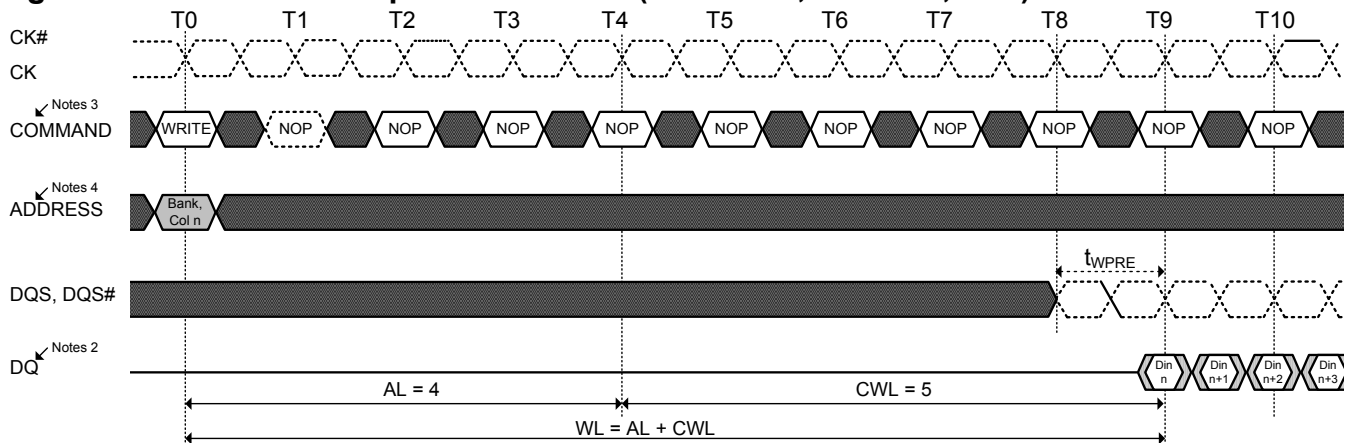 T0 T1 T2 T3 T4 T5 T6 T7 T8 T9 T10
CK#
CK
Notes 3
COMMAND WRITE NOP NOP NOP NOP NOP NOP NOP NOP NOP NOP
Notes 4
ADDRESS Bank,
Col n
tWPRE
DQS, DQS#
Notes 2
DQ Din Din Din Din
n n+1 n+2 n+3
AL = 4 CWL = 5
WL = AL + CWL